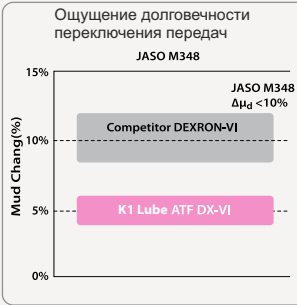 Ощущение долговечности
переключения передач
JASO M348
15%
JASO M348
Δμd <10%
Competitor DEXRON-VI
10%
Mud Chang(%)
K1 Lube ATF DX-VI
5%
0%